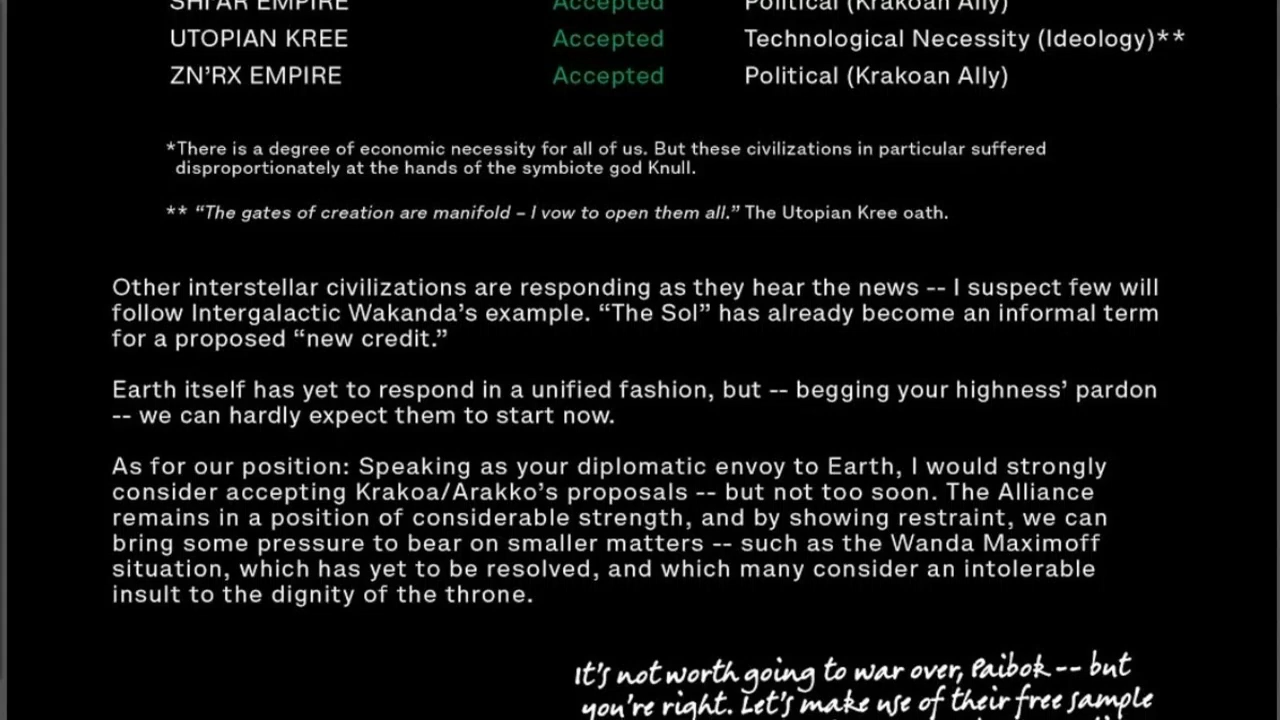 SHI'AR EMPIRE Accepted Political (Krakoan Ally)
UTOPIAN KREE Accepted Technological Necessity (Ideology)**
ZN’RX EMPIRE Accepted Political (Krakoan Ally)
*There is a degree of economic necessity for all of us. But these civilizations in particular suffered
disproportionately at the hands of the symbiote god Knull.
** “The gates of creation are manifold – I vow to open them all.” The Utopian Kree oath.
Other interstellar civilizations are responding as they hear the news -- I suspect few will
follow Intergalactic Wakanda’s example. “The Sol” has already become an informal term
for a proposed “new credit.”
Earth itself has yet to respond in a unified fashion, but -- begging your highness’ pardon
-- we can hardly expect them to start now.
As for our position: Speaking as your diplomatic envoy to Earth, I would strongly
consider accepting Krakoa/Arakko’s proposals -- but not too soon. The Alliance
remains in a position of considerable strength, and by showing restraint, we can
bring some pressure to bear on smaller matters -- such as the Wanda Maximoff
situation, which has yet to be resolved, and which many consider an intolerable
insult to the dignity of the throne.
It's not worth going to war over, Paibok -- but
you're right. Let's make use of their free sample